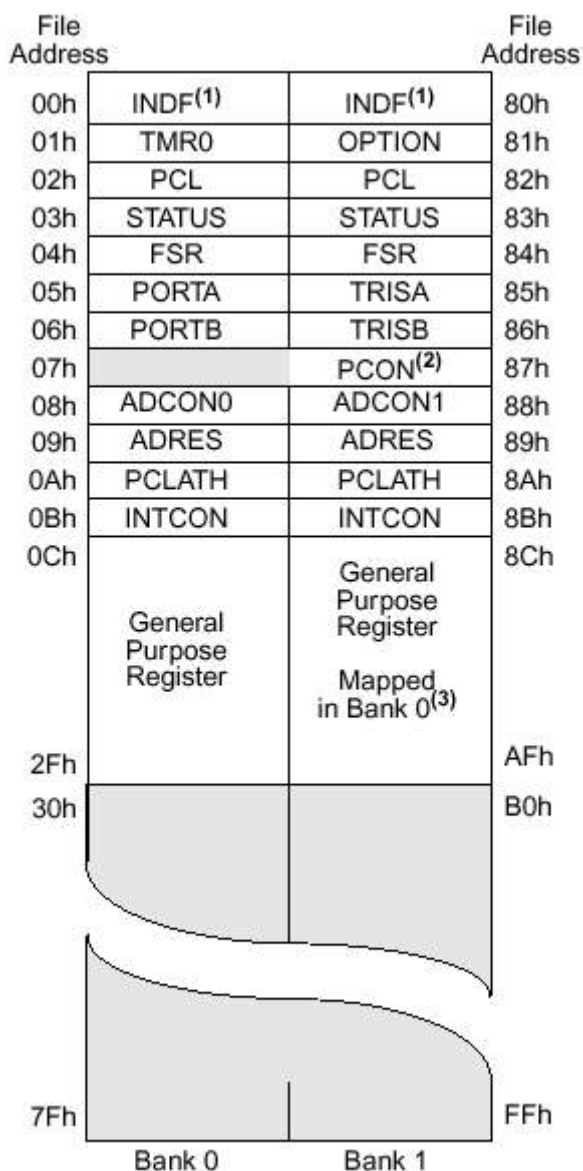 File Address
File Address
00h INDF(1) INDF(1) 80h
01h TMR0 OPTION 81h
02h PCL PCL 82h
03h STATUS STATUS 83h
04h FSR FSR 84h
05h PORTA TRISA 85h
06h PORTB TRISB 86h
07h PCON(2) 87h
08h ADCON0 ADCON1 88h
09h ADRES ADRES 89h
0Ah PCLATH PCLATH 8Ah
0Bh INTCON INTCON 8Bh
0Ch 8Ch
General
Purpose
Register
General
Purpose
Register
Mapped
in Bank 0(3)
2Fh AFh
30h B0h
7Fh FFh
Bank 0 Bank 1